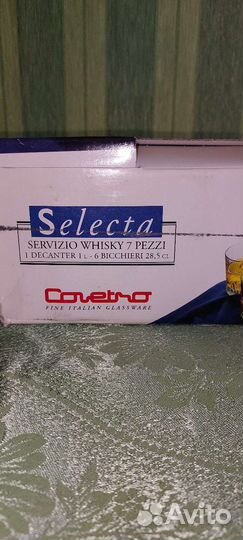 Selecta
SERVIZIO WHISKY 7 PEZZI
1 DECANTER 1 L - 6 BICCHIERI 28,5 CL
Covetro
FINE ITALIAN GLASSWARE
Avito